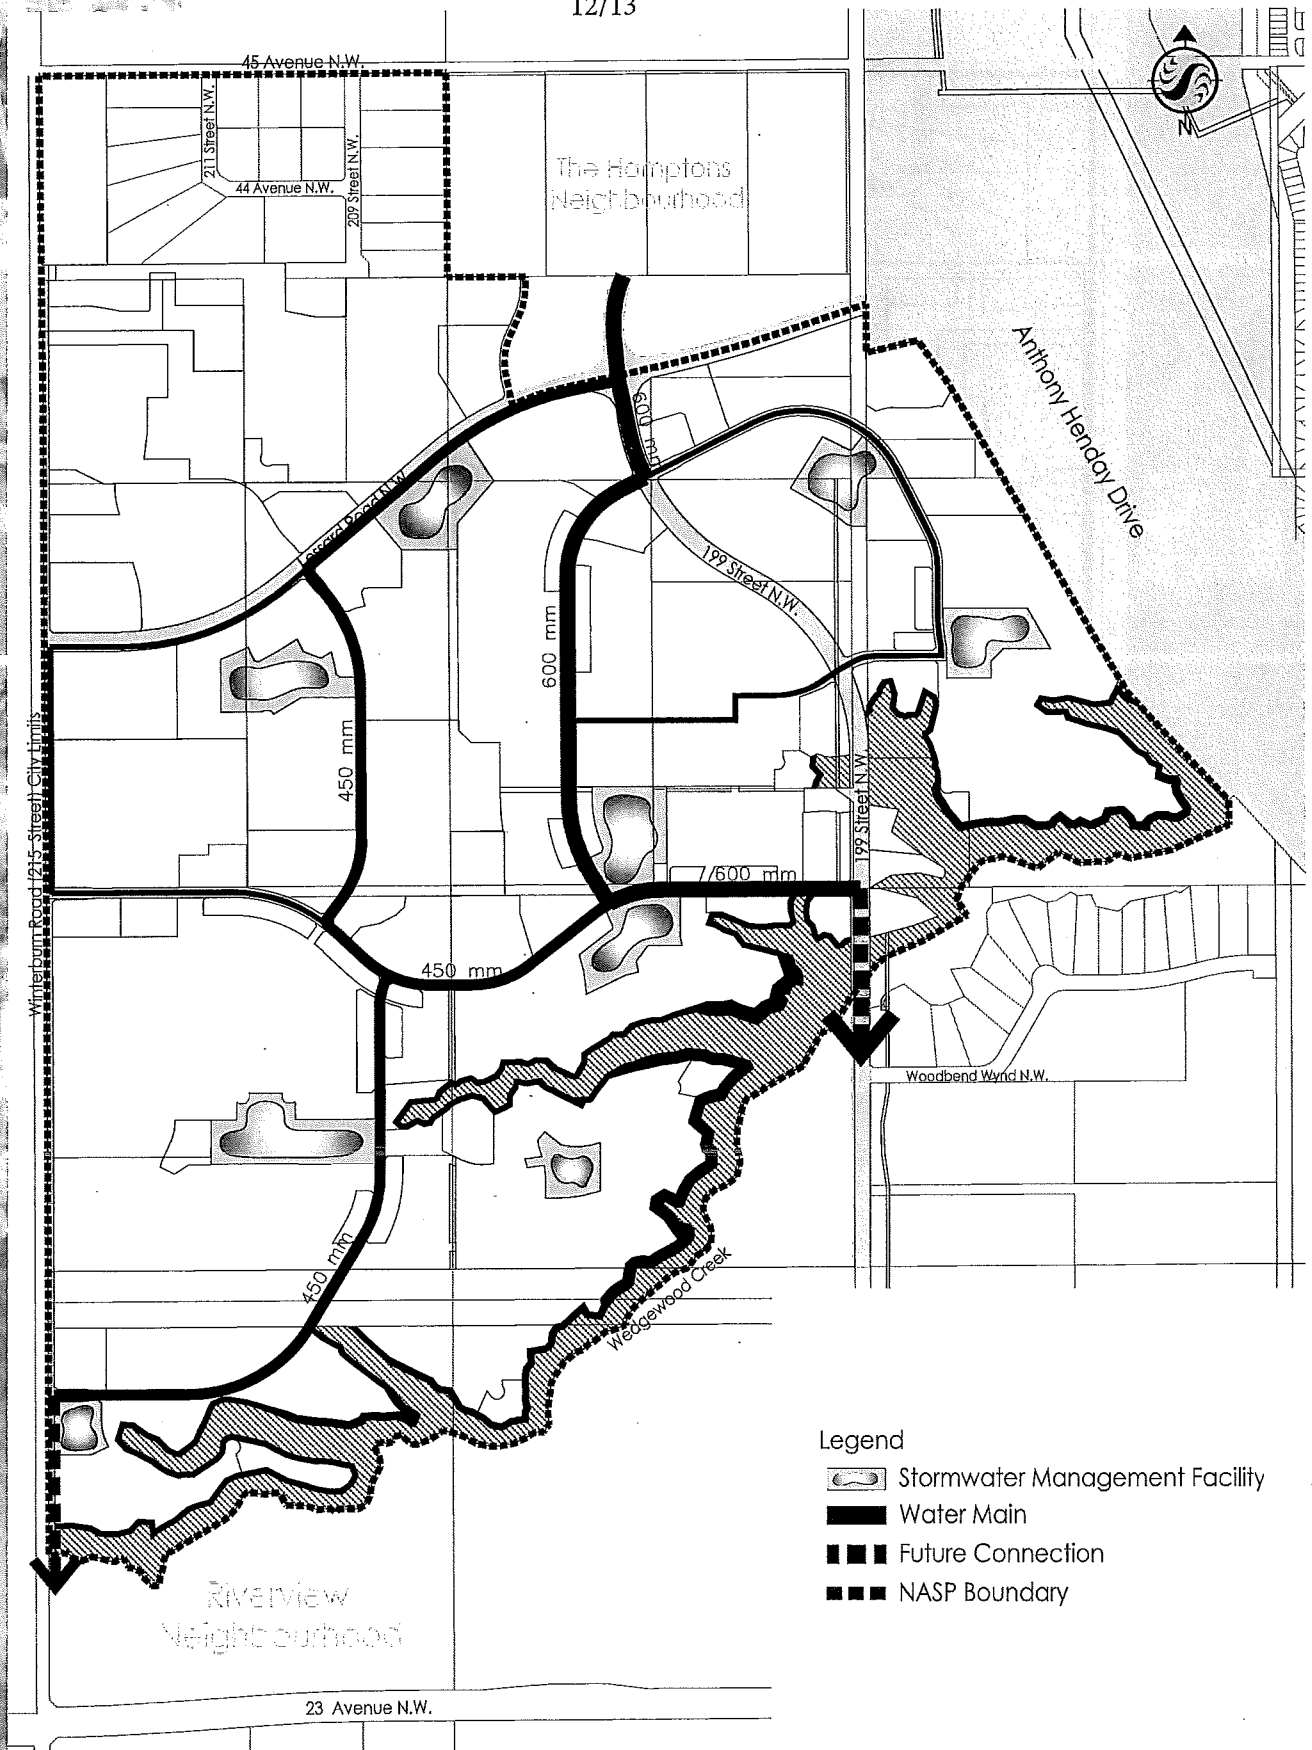 12/13
45 Avenue N.W.
211 Street N.W.
44 Avenue N.W.
209 Street N.W.
The Hamptons
Neighbourhood
N
Anthony Henday Drive
600 mm
Road N.W.
199 Street N.W.
600 mm
450 mm
Winterburn Road (215 Street) City Limits
199 Street N.W.
7/600 mm
450 mm
Woodbend Wynd N.W.
450 mm
Wedgewood Creek
Legend
Stormwater Management Facility
Water Main
Future Connection
NASP Boundary
Riverview
Neighbourhood
23 Avenue N.W.